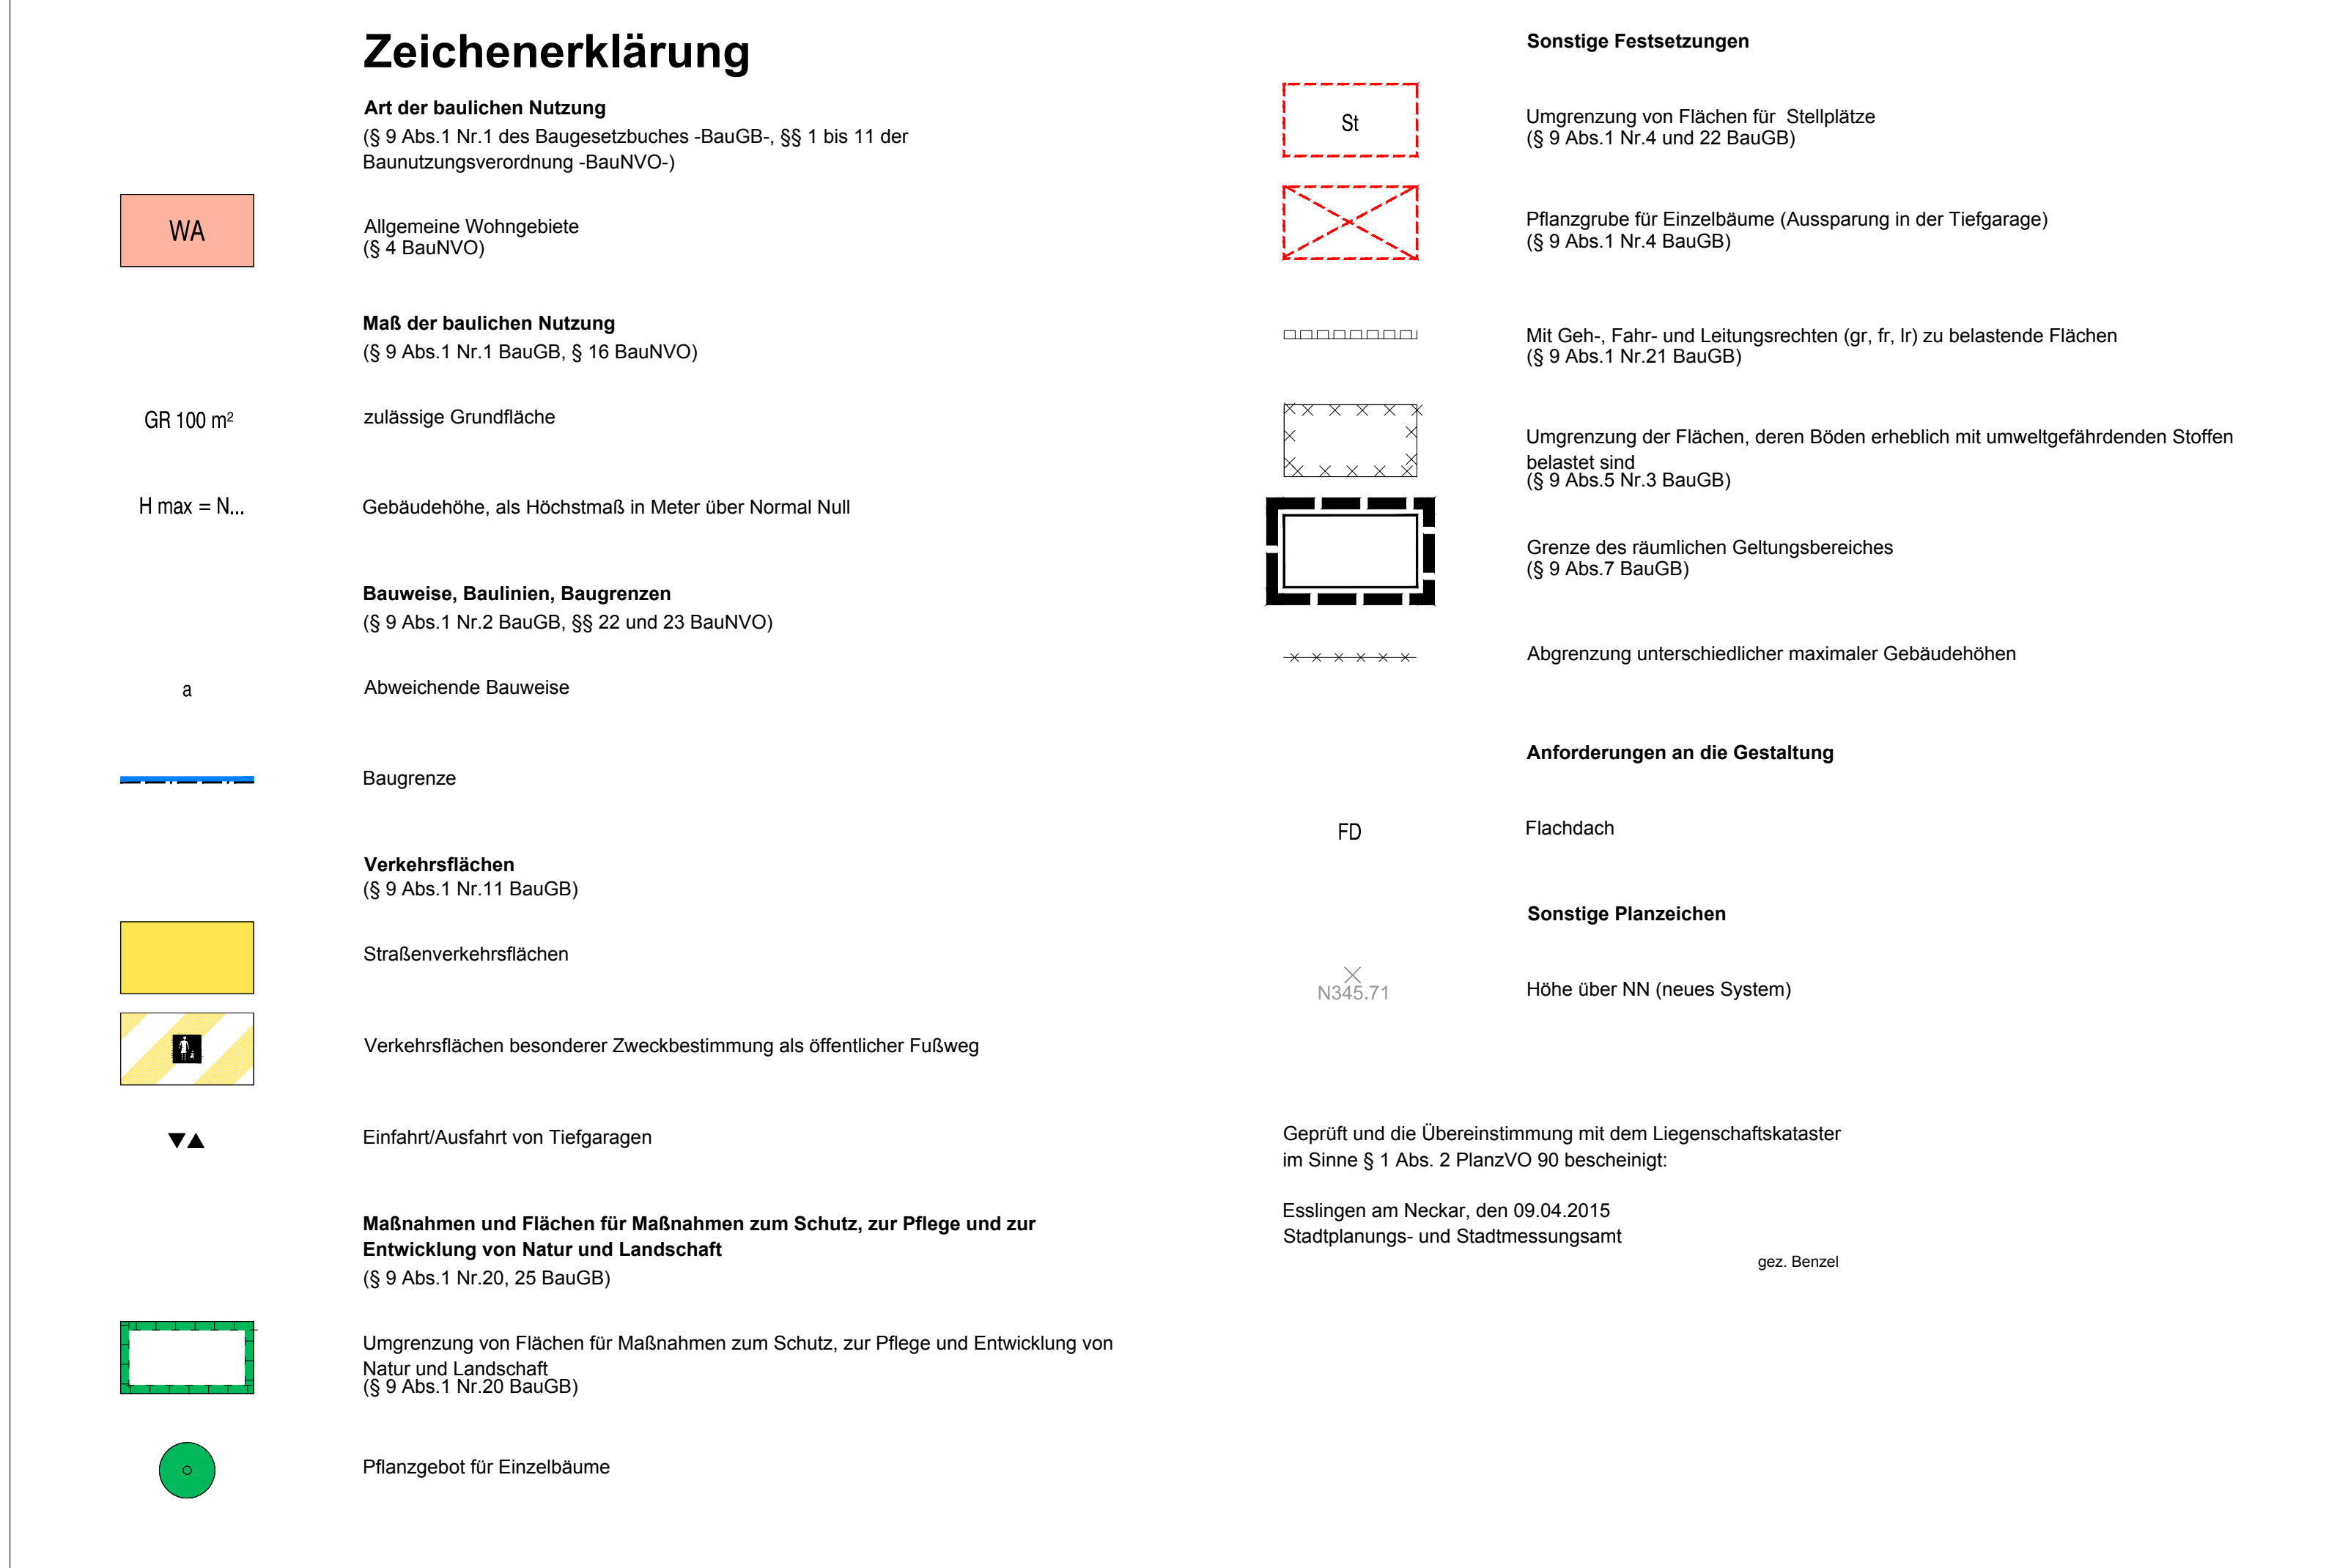 Zeichenerklärung
Art der baulichen Nutzung
(§ 9 Abs.1 Nr.1 des Baugesetzbuches -BauGB-, §§ 1 bis 11 der
Baunutzungsverordnung -BauNVO-)
WA
Allgemeine Wohngebiete
(§ 4 BauNVO)
Maß der baulichen Nutzung
(§ 9 Abs.1 Nr.1 BauGB, § 16 BauNVO)
GR 100 m²
zulässige Grundfläche
H max = N...
Gebäudehöhe, als Höchstmaß in Meter über Normal Null
Bauweise, Baulinien, Baugrenzen
(§ 9 Abs.1 Nr.2 BauGB, §§ 22 und 23 BauNVO)
a
Abweichende Bauweise
Baugrenze
Verkehrsflächen
(§ 9 Abs.1 Nr.11 BauGB)
Straßenverkehrsflächen
Verkehrsflächen besonderer Zweckbestimmung als öffentlicher Fußweg
Einfahrt/Ausfahrt von Tiefgaragen
Maßnahmen und Flächen für Maßnahmen zum Schutz, zur Pflege und zur
Entwicklung von Natur und Landschaft
(§ 9 Abs.1 Nr.20, 25 BauGB)
Umgrenzung von Flächen für Maßnahmen zum Schutz, zur Pflege und Entwicklung von
Natur und Landschaft
(§ 9 Abs.1 Nr.20 BauGB)
Pflanzgebot für Einzelbäume
Sonstige Festsetzungen
St
Umgrenzung von Flächen für  Stellplätze
(§ 9 Abs.1 Nr.4 und 22 BauGB)
Pflanzgrube für Einzelbäume (Aussparung in der Tiefgarage)
(§ 9 Abs.1 Nr.4 BauGB)
Mit Geh-, Fahr- und Leitungsrechten (gr, fr, lr) zu belastende Flächen
(§ 9 Abs.1 Nr.21 BauGB)
Umgrenzung der Flächen, deren Böden erheblich mit umweltgefährdenden Stoffen
belastet sind
(§ 9 Abs.5 Nr.3 BauGB)
Grenze des räumlichen Geltungsbereiches
(§ 9 Abs.7 BauGB)
Abgrenzung unterschiedlicher maximaler Gebäudehöhen
Anforderungen an die Gestaltung
FD
Flachdach
Sonstige Planzeichen
N345.71
Höhe über NN (neues System)
Geprüft und die Übereinstimmung mit dem Liegenschaftskataster
im Sinne § 1 Abs. 2 PlanzVO 90 bescheinigt:
Esslingen am Neckar, den 09.04.2015
Stadtplanungs- und Stadtmessungsamt
gez. Benzel